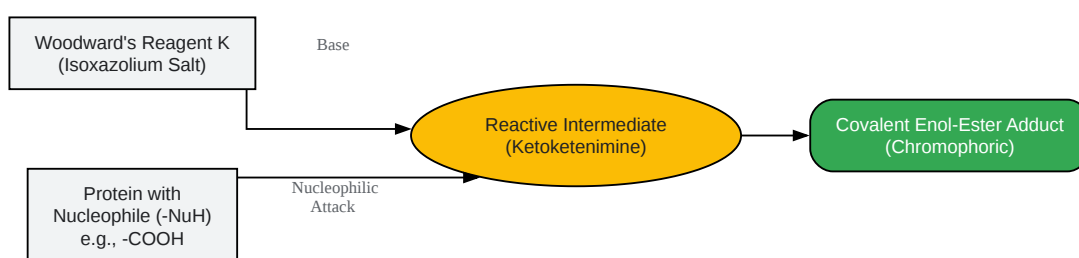 Woodward's Reagent K
(Isoxazolium Salt)
Base
Reactive Intermediate
(Ketoketenimine)
Covalent Enol-Ester Adduct
(Chromophoric)
Protein with
Nucleophile (-NuH)
e.g., -COOH
Nucleophilic
Attack